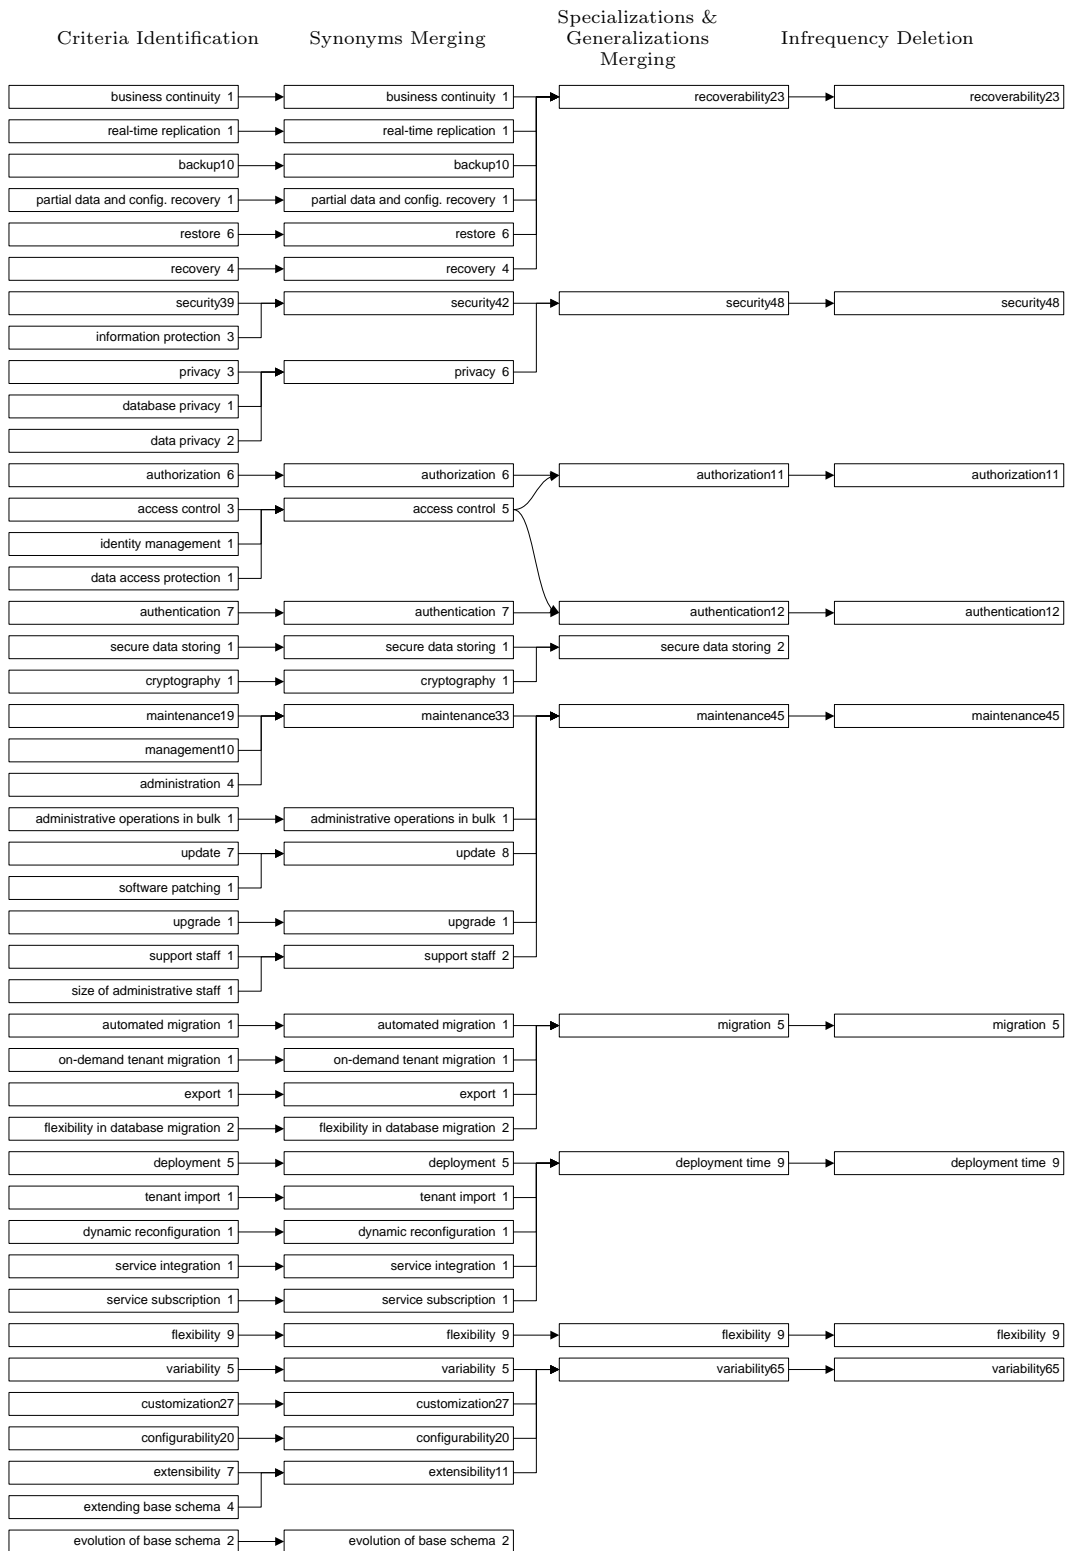 Criteria Identification Synonyms Merging Specializations & Generalizations Merging Infrequency Deletion
business continuity 1 business continuity 1 recoverability23 recoverability23
real-time replication 1 real-time replication 1
backup10 backup10
partial data and config. recovery 1 partial data and config. recovery 1
restore 6 restore 6
recovery 4 recovery 4
security39 security42 security48 security48
information protection 3
privacy 3 privacy 6
database privacy 1
data privacy 2
authorization 6 authorization 6 authorization11 authorization11
access control 3 access control 5
identity management 1
data access protection 1
authentication 7 authentication 7 authentication12 authentication12
secure data storing 1 secure data storing 1 secure data storing 2
cryptography 1 cryptography 1
maintenance19 maintenance33 maintenance45 maintenance45
management10
administration 4
administrative operations in bulk 1 administrative operations in bulk 1
update 7 update 8
software patching 1
upgrade 1 upgrade 1
support staff 1 support staff 2
size of administrative staff 1
automated migration 1 automated migration 1 migration 5 migration 5
on-demand tenant migration 1 on-demand tenant migration 1
export 1 export 1
flexibility in database migration 2 flexibility in database migration 2
deployment 5 deployment 5 deployment time 9 deployment time 9
tenant import 1 tenant import 1
dynamic reconfiguration 1 dynamic reconfiguration 1
service integration 1 service integration 1
service subscription 1 service subscription 1
flexibility 9 flexibility 9 flexibility 9 flexibility 9
variability 5 variability 5 variability65 variability65
customization27 customization27
configurability20 configurability20
extensibility 7 extensibility11
extending base schema 4
evolution of base schema 2 evolution of base schema 2